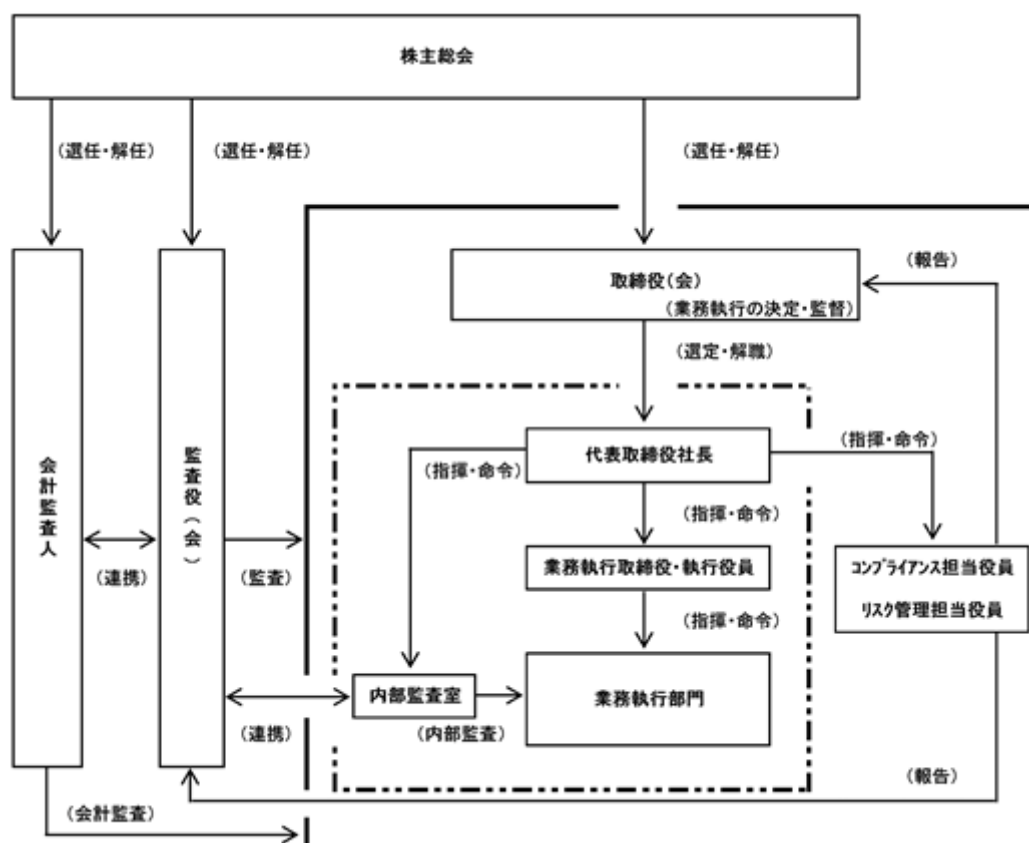 株主総会
(選任・解任)
(選任・解任)
(選任・解任)
取締役(会)
(業務執行の決定・監督)
(報告)
(選定・解職)
会計監査人
監査役(会)
代表取締役社長
(指揮・命令)
(指揮・命令)
(指揮・命令)
(連携)
(監査)
業務執行取締役・執行役員
コンプライアンス担当役員
リスク管理担当役員
(指揮・命令)
内部監査室
業務執行部門
(連携)
(内部監査)
(報告)
(会計監査)